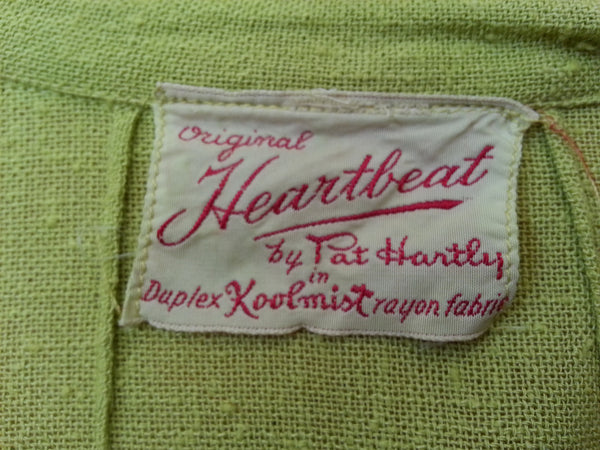 original
Heartbeat
by Pat Hartly
in
Duplex Koolmist rayon fabric